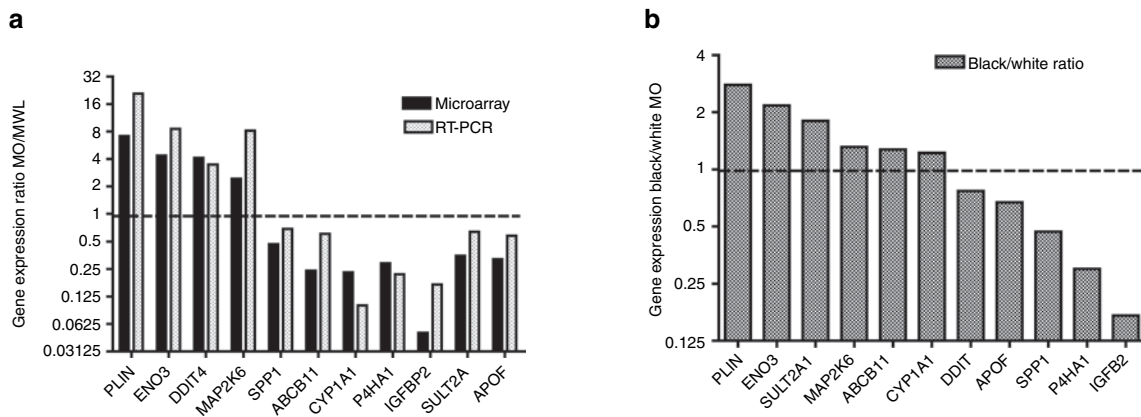 a
Gene expression ratio MO/MWL
32
16
8
4
2
1
0.5
0.25
0.125
0.0625
0.03125
Microarray
RT-PCR
PLIN
ENO3
DDIT4
MAP2K6
SPP1
ABCB11
CYP1A1
P4HA1
IGFBP2
SULT2A
APOF
b
Gene expression black/white MO
4
2
1
0.5
0.25
0.125
Black/white ratio
PLIN
ENO3
SULT2A1
MAP2K6
ABCB11
CYP1A1
DDIT
APOF
SPP1
P4HA1
IGFB2